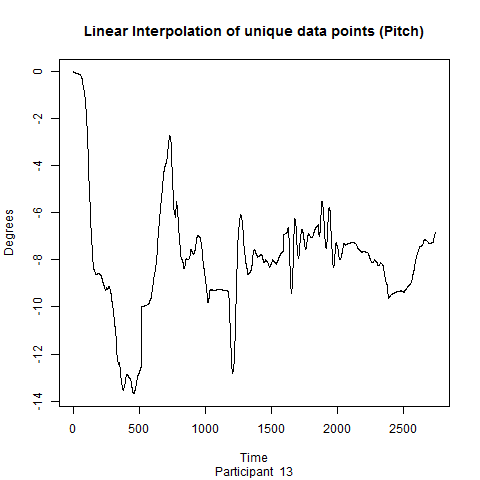 Linear Interpolation of unique data points (Pitch)
Degrees
0
-2
-4
-6
-8
-10
-12
-14
0 500 1000 1500 2000 2500
Time
Participant 13